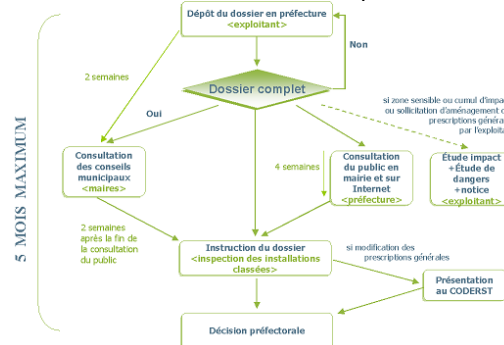 Dépôt du dossier en préfecture
<exploitant>
Non
2 semaines
Dossier complet
Oui
si zone sensible ou cumul d'impa
ou sollicitation d'aménagement d
prescriptions généra
par l'exploita
Consultation
des conseils
municipaux
<maires>
4 semaines
Consultation
du public en
mairie et sur
Internet
<préfecture>
Étude impact
+Étude de
dangers
+notice
<exploitant>
5 MOIS MAXIMUM
2 semaines
après la fin de
la consultation
du public
Instruction du dossier
<inspection des installations
classées>
si modification des
prescriptions générales
Présentation
au CODERST
Décision préfectorale